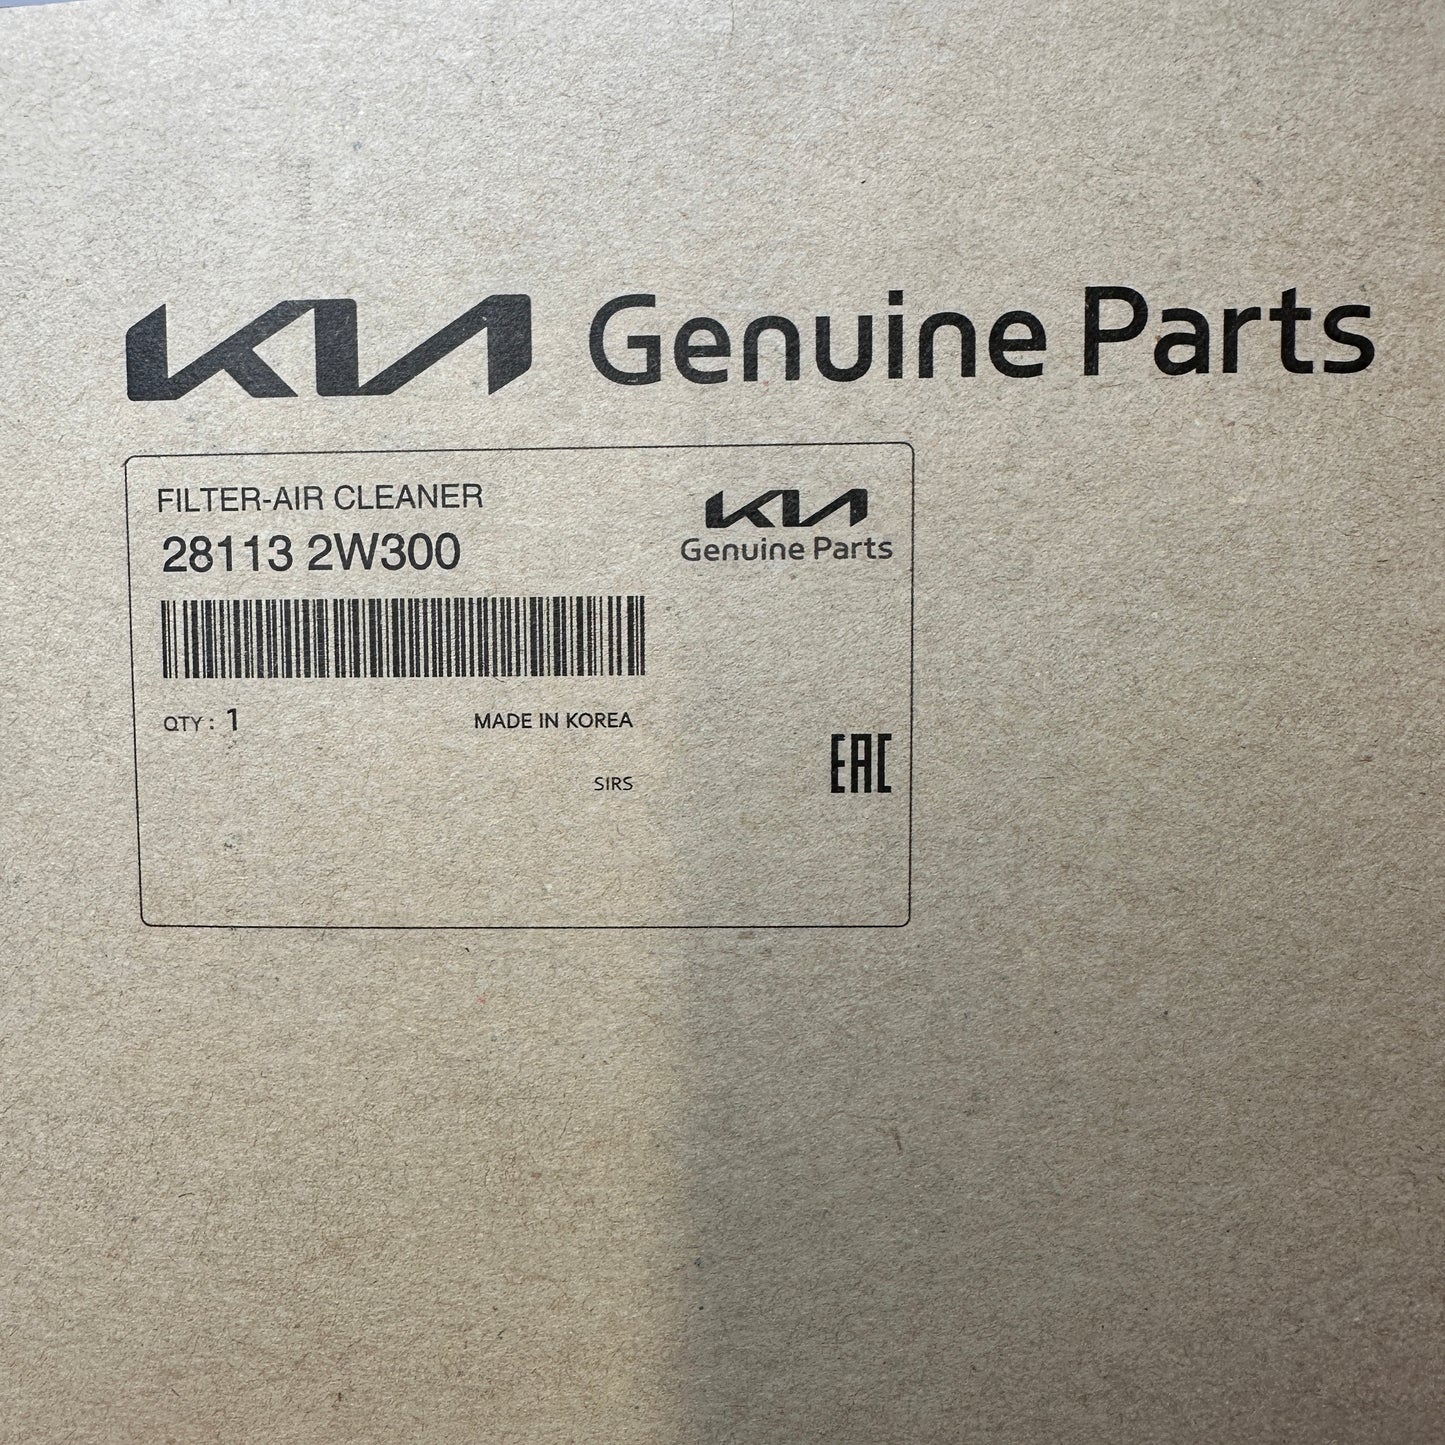 KIA Genuine Parts
FILTER-AIR CLEANER
28113 2W300
KIA
Genuine Parts
QTY : 1
MADE IN KOREA
SIRS
EAC